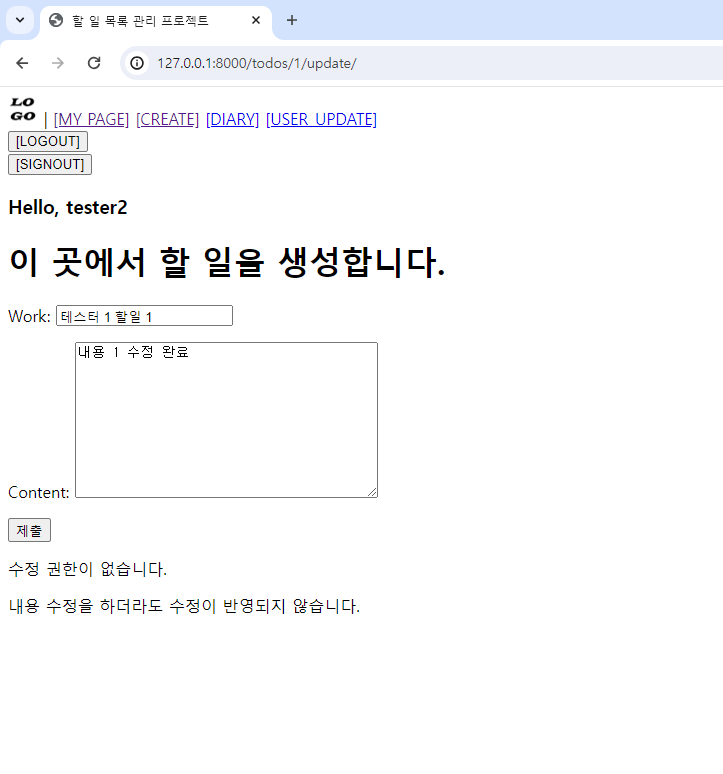 할 일 목록 관리 프로젝트
127.0.0.1:8000/todos/1/update/
LO
GO | [MY PAGE] [CREATE] [DIARY] [USER UPDATE]
[LOGOUT]
[SIGNOUT]
Hello, tester2
이 곳에서 할 일을 생성합니다.
Work: 테스터 1 할일 1
내용 1 수정 완료
Content:
제출
수정 권한이 없습니다.
내용 수정을 하더라도 수정이 반영되지 않습니다.